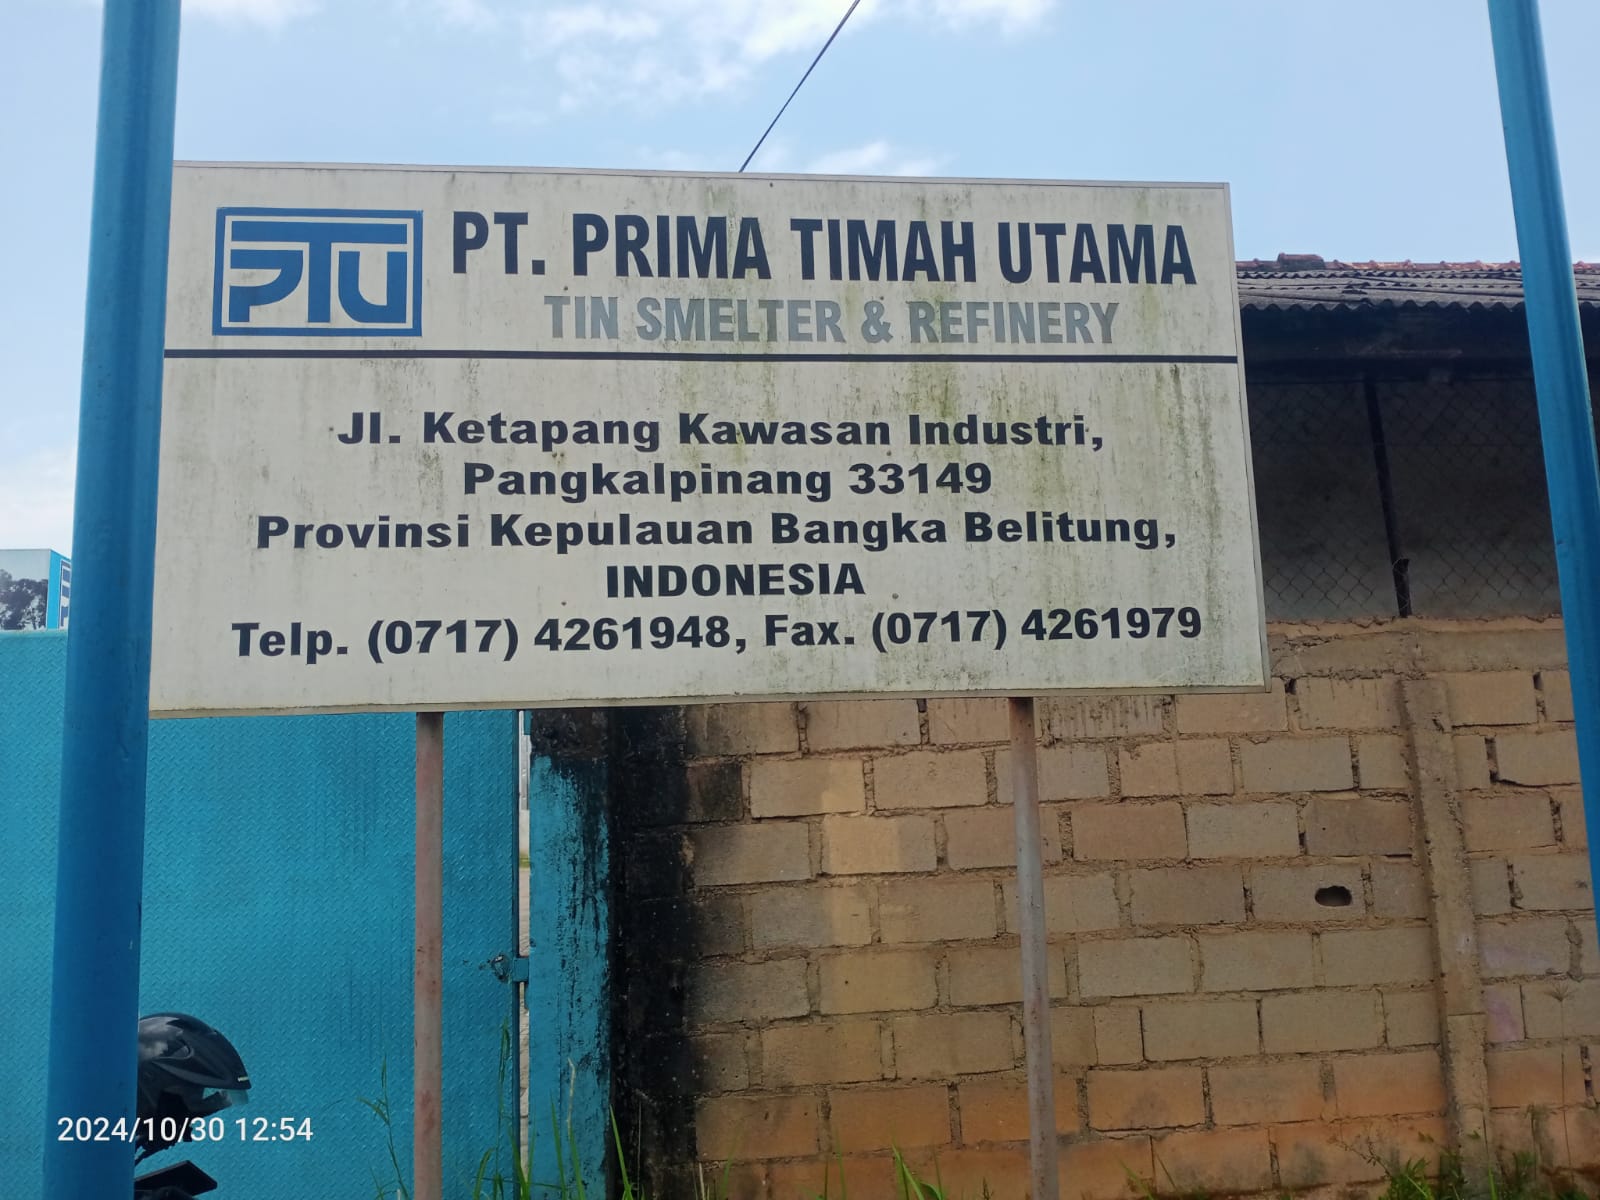 PTU
PT. PRIMA TIMAH UTAMA
TIN SMELTER & REFINERY
Jl. Ketapang Kawasan Industri,
Pangkalpinang 33149
Provinsi Kepulauan Bangka Belitung,
INDONESIA
Telp. (0717) 4261948, Fax. (0717) 4261979
2024/10/30 12:54